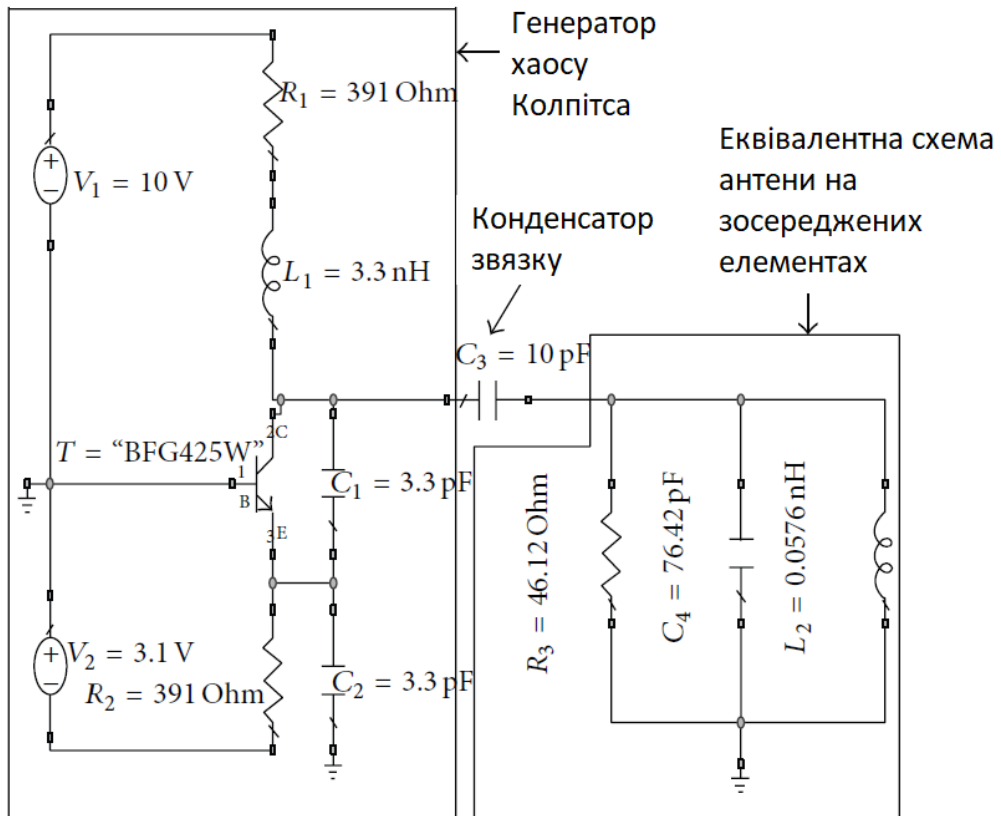 Генератор
хаосу
Колпітса
R1 = 391 Ohm
V1 = 10 V
L1 = 3.3 nH
Еквівалентна схема
антени на
зосереджених
елементах
Конденсатор
звязку
C3 = 10 pF
2C
T = “BFG425W”
1
B
3E
C1 = 3.3 pF
R3 = 46.12 Ohm
C4 = 76.42 pF
L2 = 0.0576 nH
V2 = 3.1 V
R2 = 391 Ohm
C2 = 3.3 pF